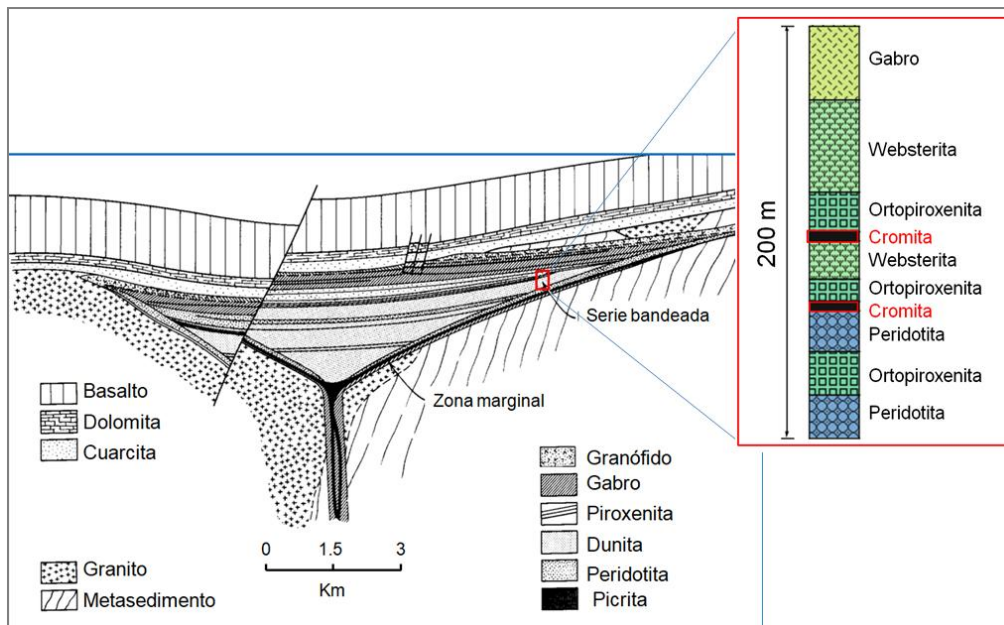 Gabro
Websterita
Ortopiroxenita
Cromita
Websterita
Ortopiroxenita
Cromita
Peridotita
Ortopiroxenita
Peridotita
200 m
Serie bandeada
Zona marginal
Basalto
Dolomita
Cuarcita
Granito
Metasedimento
0 1.5 3
Km
Granófido
Gabro
Piroxenita
Dunita
Peridotita
Picrita